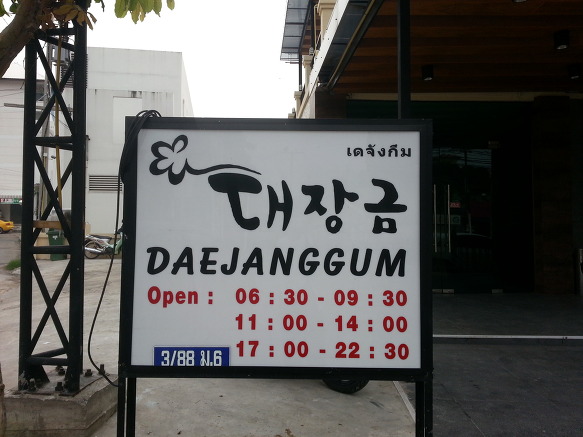 เดจังกึม
대장금
DAEJANGGUM
Open : 06 : 30 - 09 : 30
11 : 00 - 14 : 00
17 : 00 - 22 : 30
3/88 ม.6